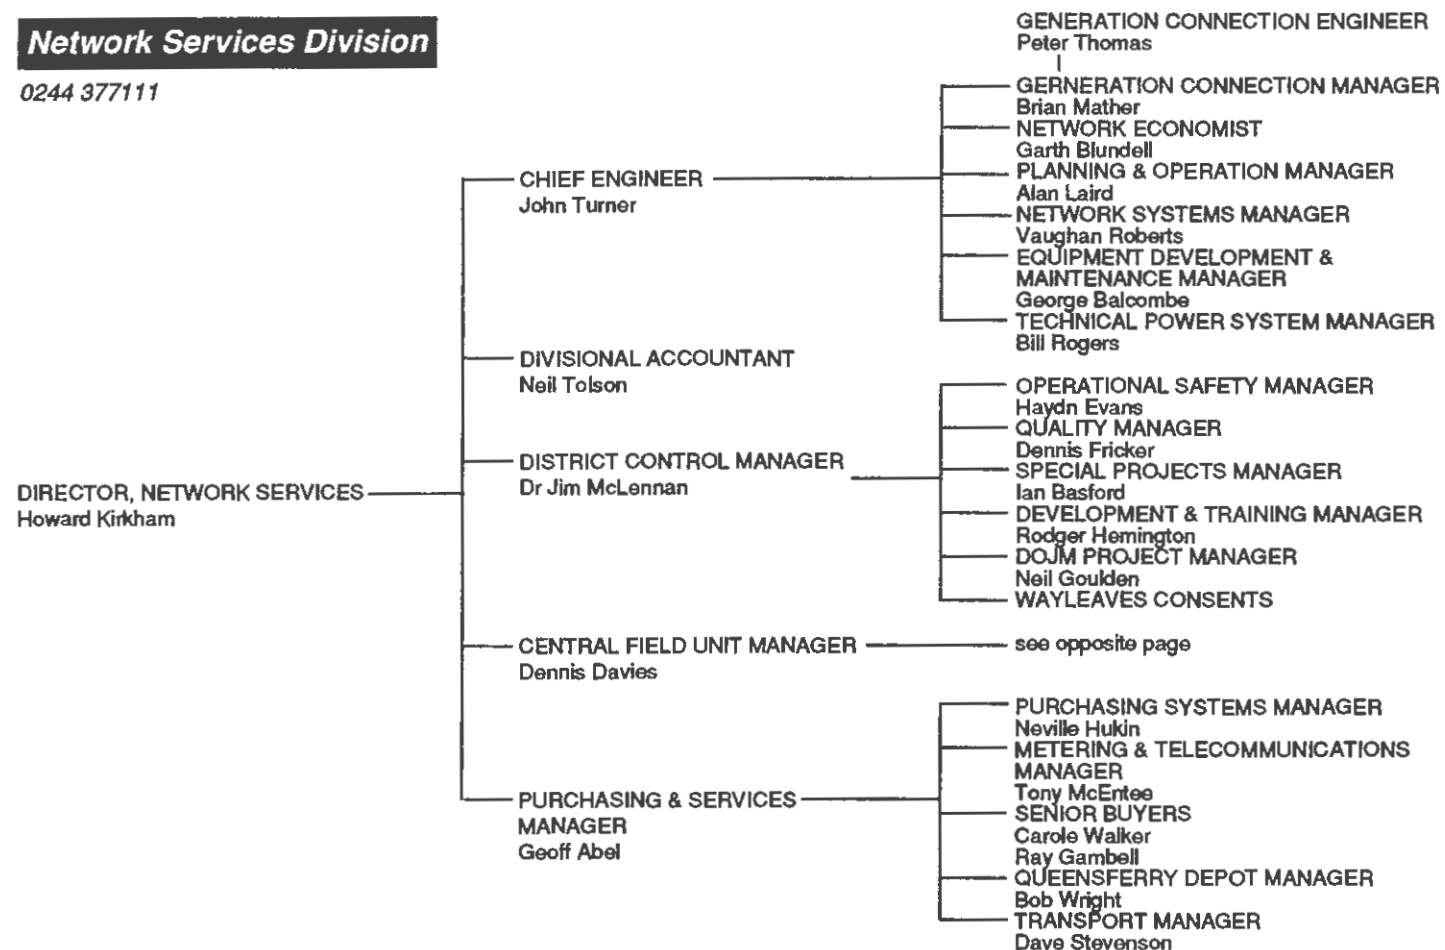 Network Services Division
0244 377111
DIRECTOR, NETWORK SERVICES
Howard Kirkham
CHIEF ENGINEER
John Turner
GENERATION CONNECTION ENGINEER
Peter Thomas
GERNERATION CONNECTION MANAGER
Brian Mather
NETWORK ECONOMIST
Garth Blundell
PLANNING & OPERATION MANAGER
Alan Laird
NETWORK SYSTEMS MANAGER
Vaughan Roberts
EQUIPMENT DEVELOPMENT &
MAINTENANCE MANAGER
George Balcombe
TECHNICAL POWER SYSTEM MANAGER
Bill Rogers
DIVISIONAL ACCOUNTANT
Neil Tolson
DISTRICT CONTROL MANAGER
Dr Jim McLennan
OPERATIONAL SAFETY MANAGER
Haydn Evans
QUALITY MANAGER
Dennis Fricker
SPECIAL PROJECTS MANAGER
Ian Basford
DEVELOPMENT & TRAINING MANAGER
Rodger Hemington
DOJM PROJECT MANAGER
Neil Goulden
WAYLEAVES CONSENTS
CENTRAL FIELD UNIT MANAGER
Dennis Davies
see opposite page
PURCHASING & SERVICES
MANAGER
Geoff Abel
PURCHASING SYSTEMS MANAGER
Neville Hukin
METERING & TELECOMMUNICATIONS
MANAGER
Tony McEntee
SENIOR BUYERS
Carole Walker
Ray Gambell
QUEENSFERRY DEPOT MANAGER
Bob Wright
TRANSPORT MANAGER
Dave Stevenson